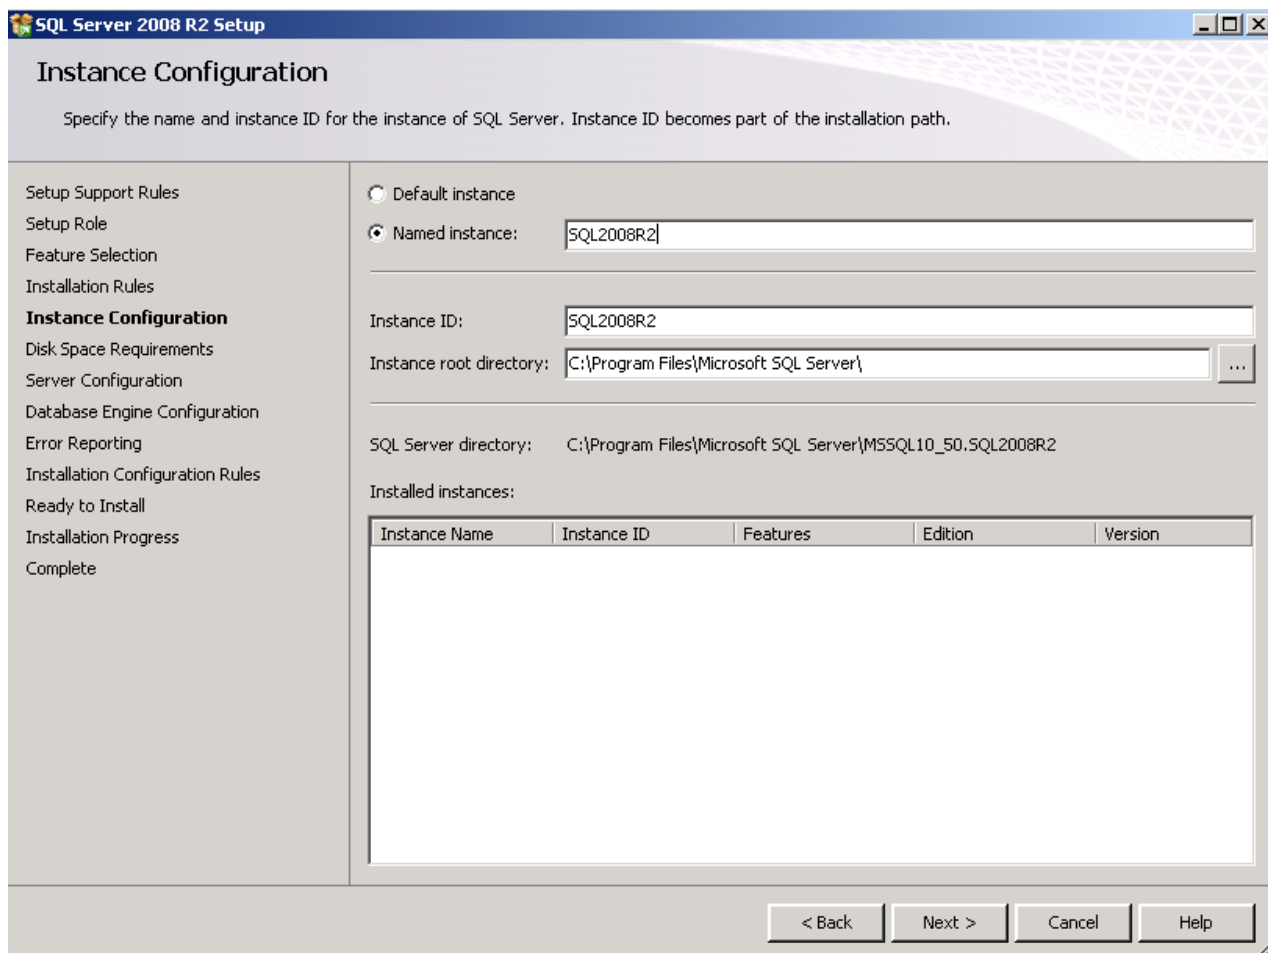 SQL Server 2008 R2 Setup
Instance Configuration
Specify the name and instance ID for the instance of SQL Server. Instance ID becomes part of the installation path.
Setup Support Rules
Setup Role
Feature Selection
Installation Rules
Instance Configuration
Disk Space Requirements
Server Configuration
Database Engine Configuration
Error Reporting
Installation Configuration Rules
Ready to Install
Installation Progress
Complete
Default instance
Named instance: SQL2008R2
Instance ID: SQL2008R2
Instance root directory: C:\Program Files\Microsoft SQL Server\ ...
SQL Server directory: C:\Program Files\Microsoft SQL Server\MSSQL10_50.SQL2008R2
Installed instances:
Instance Name Instance ID Features Edition Version
< Back Next > Cancel Help